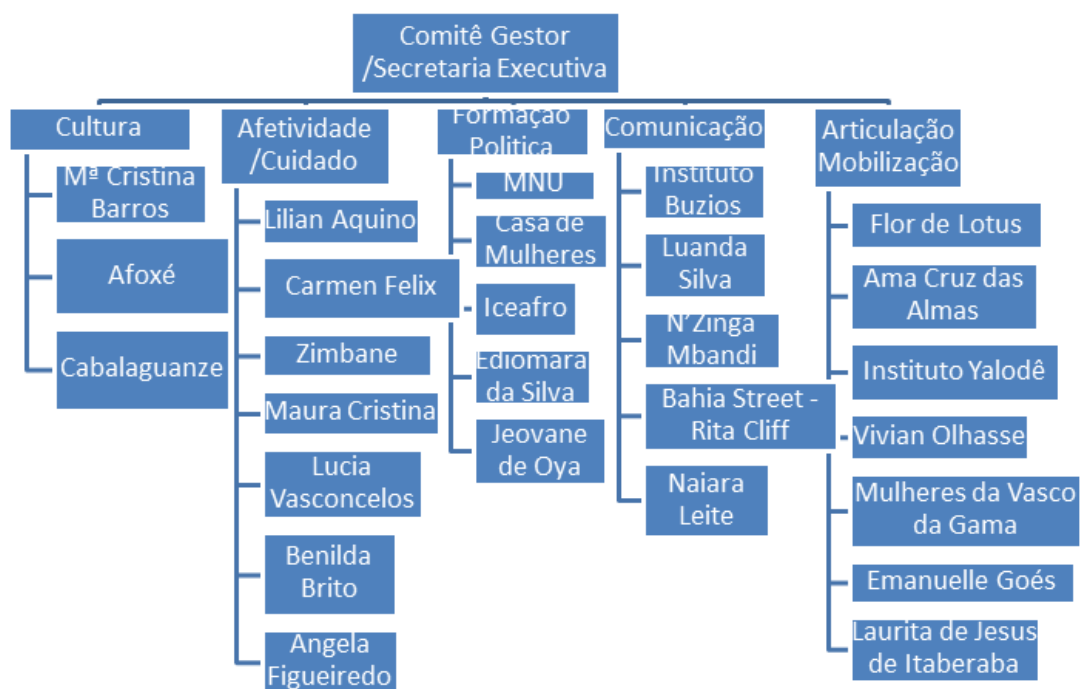 Comitê Gestor
/Secretaria Executiva
Cultura
Mª Cristina
Barros
Afoxé
Cabalaguanze
Afetividade
/Cuidado
Lilian Aquino
Carmen Felix
Zimbane
Maura Cristina
Lucia
Vasconcelos
Benilda
Brito
Angela
Figueiredo
Formação
Politica
MNU
Casa de
Mulheres
Iceafro
Ediomara
da Silva
Jeovane
de Oya
Comunicação
Instituto
Buzios
Luanda
Silva
N’Zinga
Mbandi
Bahia Street -
Rita Cliff
Naiara
Leite
Articulação
Mobilização
Flor de Lotus
Ama Cruz das
Almas
Instituto Yalodê
Vivian Olhasse
Mulheres da Vasco
da Gama
Emanuelle Goés
Laurita de Jesus
de Itaberaba